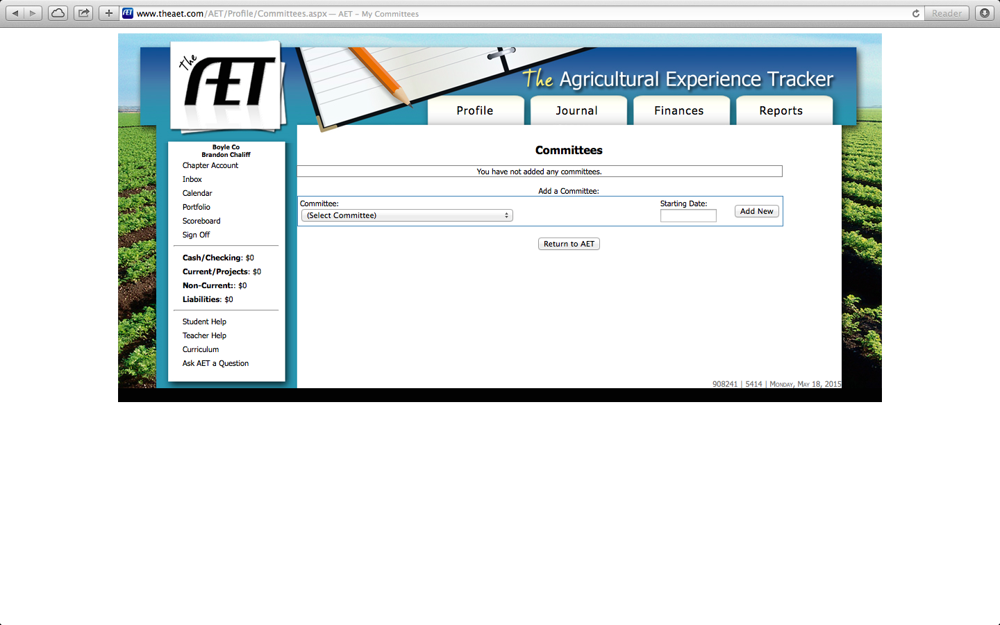 www.theaet.com/AET/Profile/Committees.aspx — AET - My Committees
Reader
The
ÆT
The Agricultural Experience Tracker
Profile
Journal
Finances
Reports
Boyle Co
Brandon Chaliff
Chapter Account
Inbox
Calendar
Portfolio
Scoreboard
Sign Off
Cash/Checking: $0
Current/Projects: $0
Non-Current:: $0
Liabilities: $0
Student Help
Teacher Help
Curriculum
Ask AET a Question
Committees
You have not added any committees.
Add a Committee:
Committee:
Starting Date:
(Select Committee)
Add New
Return to AET
908241 | 5414 | Monday, May 18, 2015